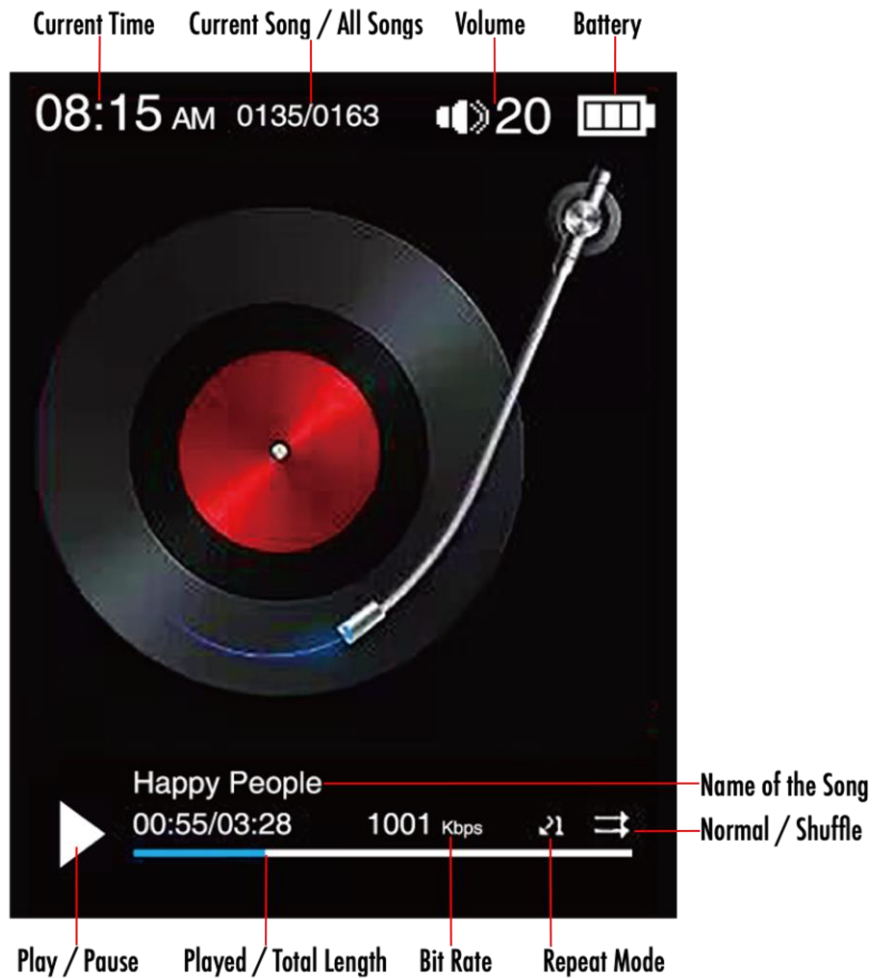 Current Time Current Song / All Songs Volume Battery
08:15 AM 0135/0163 20
Happy People
Name of the Song
00:55/03:28 1001 Kbps 1
Normal / Shuffle
Play / Pause Played / Total Length Bit Rate Repeat Mode